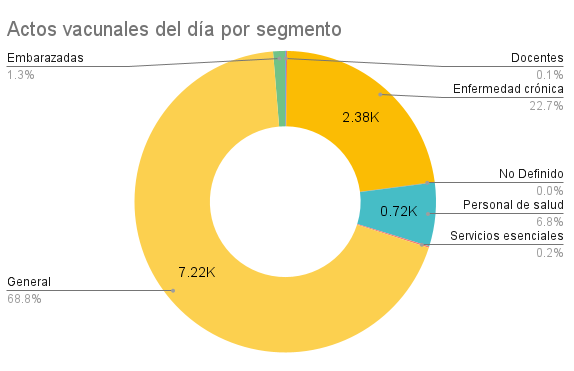 Actos vacunales del día por segmento
Embarazadas
1.3%
Docentes
0.1%
Enfermedad crónica
22.7%
2.38K
No Definido
0.0%
Personal de salud
6.8%
0.72K
Servicios esenciales
0.2%
7.22K
General
68.8%